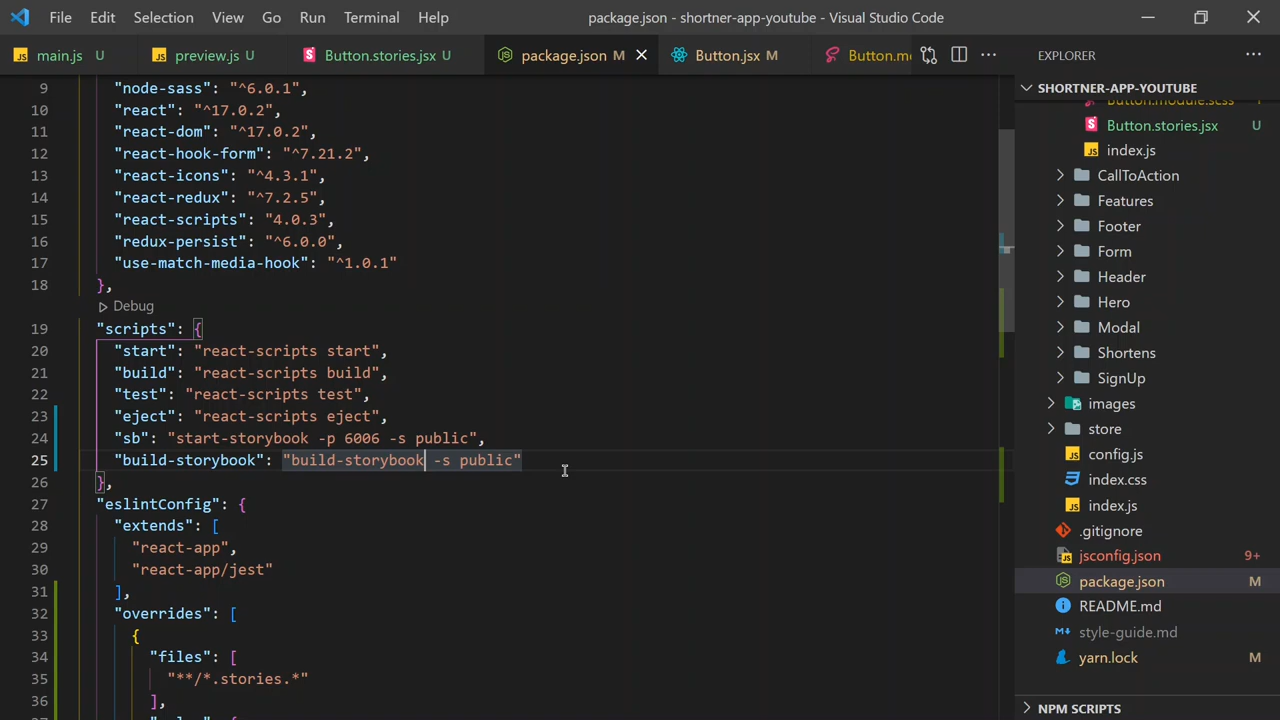 File Edit Selection View Go Run Terminal Help package.json - shortner-app-youtube - Visual Studio Code
main.js U preview.js U Button.stories.jsx U package.json M Button.jsx M Button.m
EXPLORER
SHORTNER-APP-YOUTUBE
Button.module.scss
Button.stories.jsx U
index.js
CallToAction
Features
Footer
Form
Header
Hero
Modal
Shortens
SignUp
images
store
config.js
index.css
index.js
.gitignore
jsconfig.json 9+
package.json M
README.md
style-guide.md
yarn.lock M
NPM SCRIPTS
9 "node-sass": "^6.0.1",
10 "react": "^17.0.2",
11 "react-dom": "^17.0.2",
12 "react-hook-form": "^7.21.2",
13 "react-icons": "^4.3.1",
14 "react-redux": "^7.2.5",
15 "react-scripts": "4.0.3",
16 "redux-persist": "^6.0.0",
17 "use-match-media-hook": "^1.0.1"
18 },
Debug
19 "scripts": {
20 "start": "react-scripts start",
21 "build": "react-scripts build",
22 "test": "react-scripts test",
23 "eject": "react-scripts eject",
24 "sb": "start-storybook -p 6006 -s public",
25 "build-storybook": "build-storybook -s public"
26 },
27 "eslintConfig": {
28 "extends": [
29 "react-app",
30 "react-app/jest"
31 ],
32 "overrides": [
33 {
34 "files": [
35 "**/*.stories.*"
36 ],